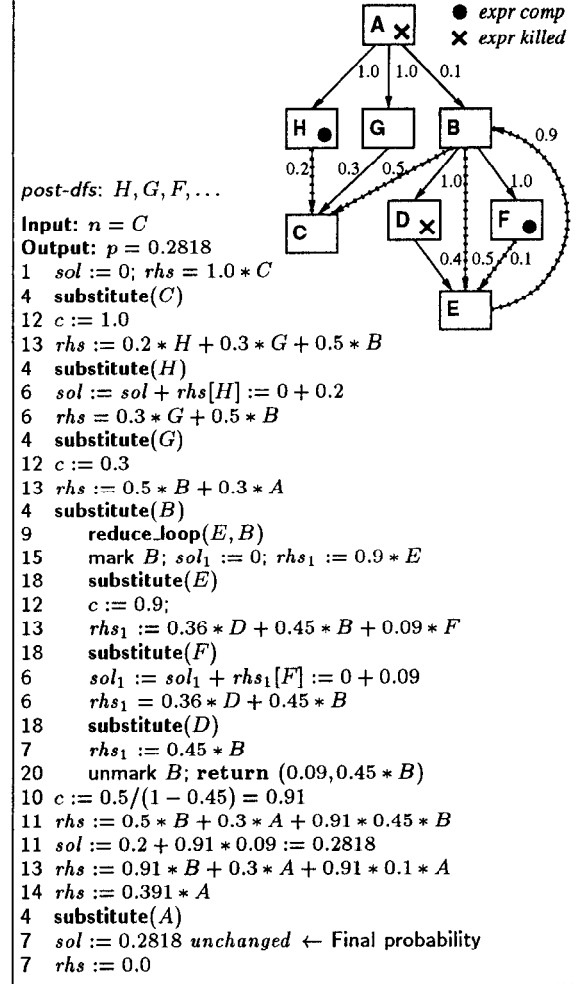 ● expr comp
× expr killed
A ×
1.0 1.0 0.1
H ●
G
B
0.9
0.2 0.3 0.5 1.0 1.0
post-dfs: H, G, F, . . .
C
D ×
F ●
0.4 0.5 0.1
E
Input: n = C
Output: p = 0.2818
1 sol := 0; rhs = 1.0 * C
4 substitute(C)
12 c := 1.0
13 rhs := 0.2 * H + 0.3 * G + 0.5 * B
4 substitute(H)
6 sol := sol + rhs[H] := 0 + 0.2
6 rhs = 0.3 * G + 0.5 * B
4 substitute(G)
12 c := 0.3
13 rhs := 0.5 * B + 0.3 * A
4 substitute(B)
9 reduce_loop(E, B)
15 mark B; sol₁ := 0; rhs₁ := 0.9 * E
18 substitute(E)
12 c := 0.9;
13 rhs₁ := 0.36 * D + 0.45 * B + 0.09 * F
18 substitute(F)
6 sol₁ := sol₁ + rhs₁[F] := 0 + 0.09
6 rhs₁ = 0.36 * D + 0.45 * B
18 substitute(D)
7 rhs₁ := 0.45 * B
20 unmark B; return (0.09, 0.45 * B)
10 c := 0.5/(1 − 0.45) = 0.91
11 rhs := 0.5 * B + 0.3 * A + 0.91 * 0.45 * B
11 sol := 0.2 + 0.91 * 0.09 := 0.2818
13 rhs := 0.91 * B + 0.3 * A + 0.91 * 0.1 * A
14 rhs := 0.391 * A
4 substitute(A)
7 sol := 0.2818 unchanged ← Final probability
7 rhs := 0.0